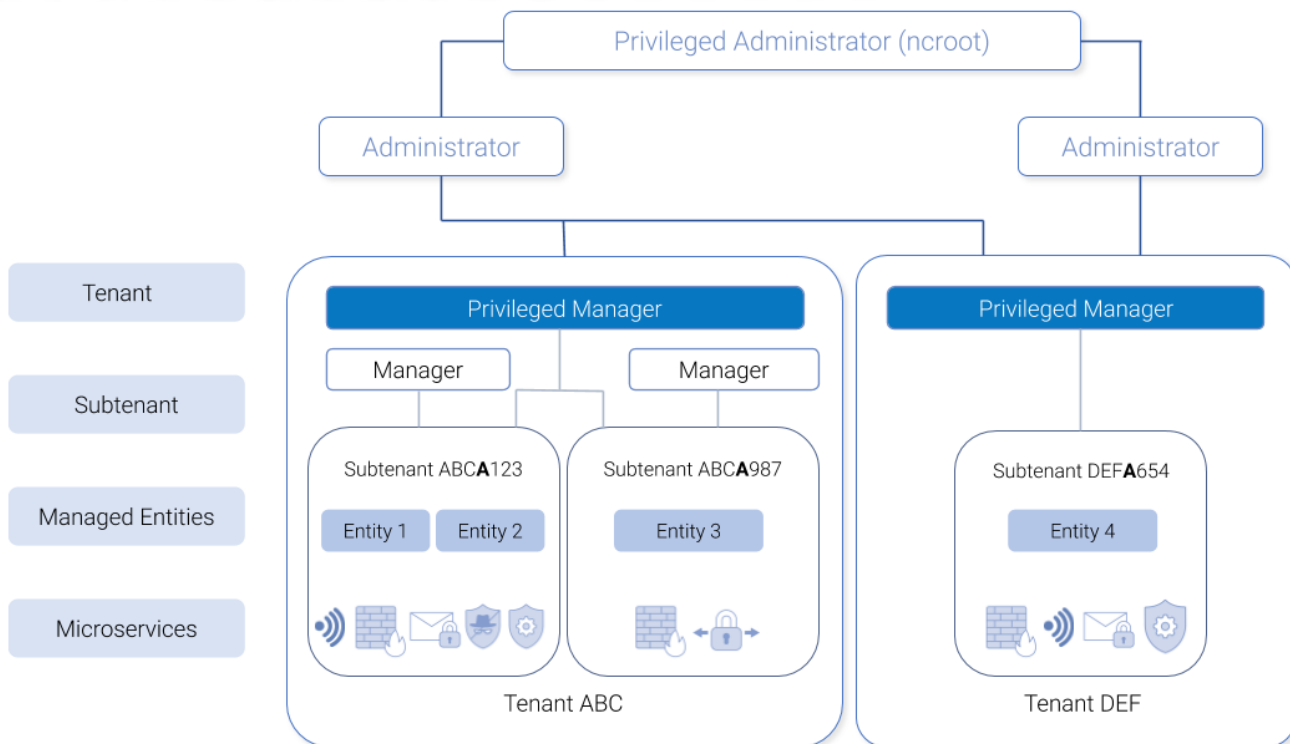 Privileged Administrator (ncroot)
Administrator
Administrator
Tenant
Privileged Manager
Privileged Manager
Manager
Manager
Subtenant
Subtenant ABCA123
Subtenant ABCA987
Subtenant DEFA654
Managed Entities
Entity 1
Entity 2
Entity 3
Entity 4
Microservices
Tenant ABC
Tenant DEF